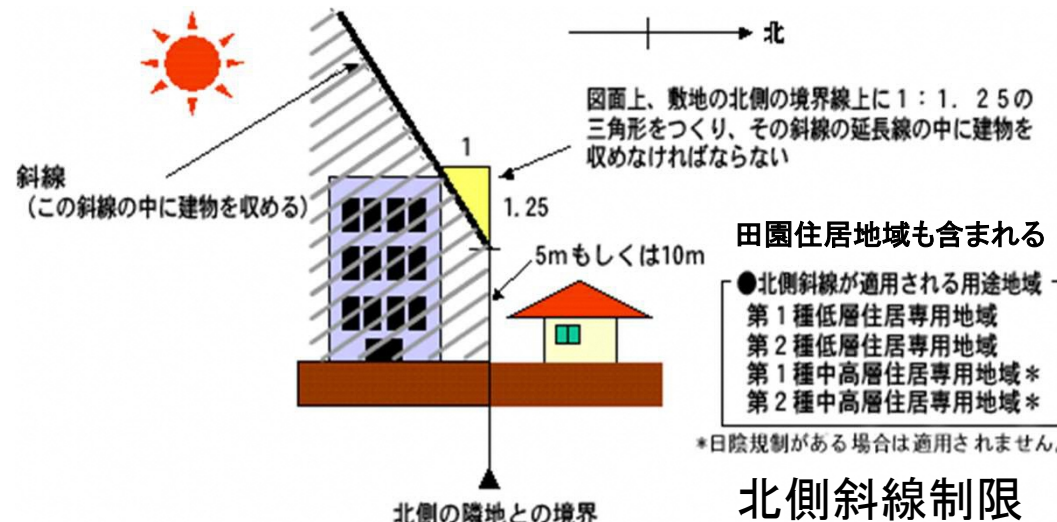 北
図面上、敷地の北側の境界線上に1:1.25の
三角形をつくり、その斜線の延長線の中に建物を
収めなければならない
斜線
(この斜線の中に建物を収める)
1
1.25
5mもしくは10m
田園住居地域も含まれる
●北側斜線が適用される用途地域
第1種低層住居専用地域
第2種低層住居専用地域
第1種中高層住居専用地域*
第2種中高層住居専用地域*
*日陰規制がある場合は適用されません。
北側の隣地との境界
北側斜線制限